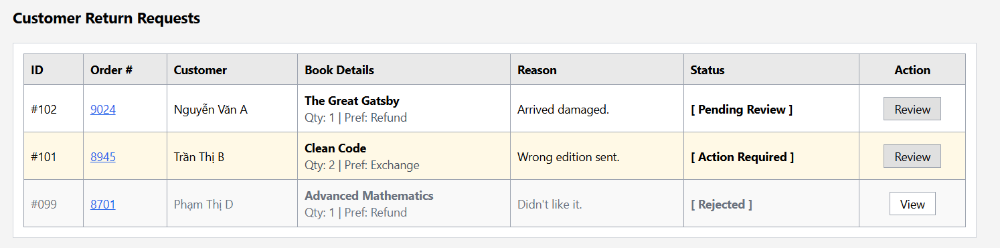 Customer Return Requests
ID Order # Customer Book Details Reason Status Action
#102 9024 Nguyễn Văn A The Great Gatsby Arrived damaged. [ Pending Review ] Review
Qty: 1 | Pref: Refund
#101 8945 Trần Thị B Clean Code Wrong edition sent. [ Action Required ] Review
Qty: 2 | Pref: Exchange
#099 8701 Phạm Thị D Advanced Mathematics Didn't like it. [ Rejected ] View
Qty: 1 | Pref: Refund